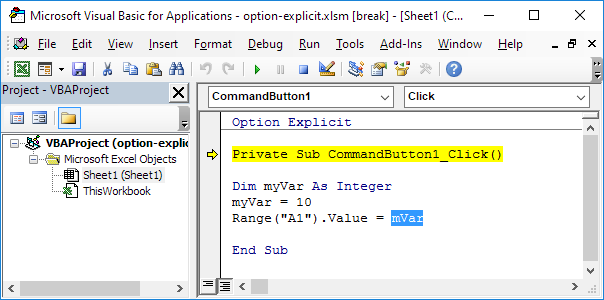 Microsoft Visual Basic for Applications - option-explicit.xlsm [break] - [Sheet1 (C...
File Edit View Insert Format Debug Run Tools Add-Ins Window Help
Project - VBAProject
VBAProject (option-explic
Microsoft Excel Objects
Sheet1 (Sheet1)
ThisWorkbook
CommandButton1 Click
Option Explicit
Private Sub CommandButton1_Click()
Dim myVar As Integer
myVar = 10
Range("A1").Value = mVar
End Sub